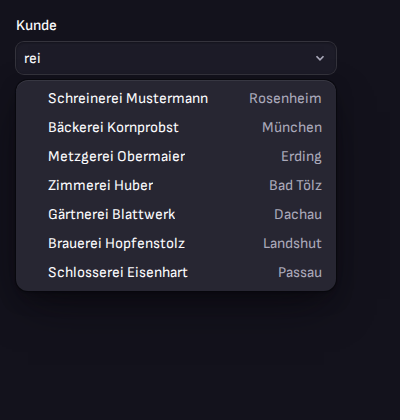 Kunde
rei
Schreinerei Mustermann Rosenheim
Bäckerei Kornprobst München
Metzgerei Obermaier Erding
Zimmerei Huber Bad Tölz
Gärtnerei Blattwerk Dachau
Brauerei Hopfenstolz Landshut
Schlosserei Eisenhart Passau